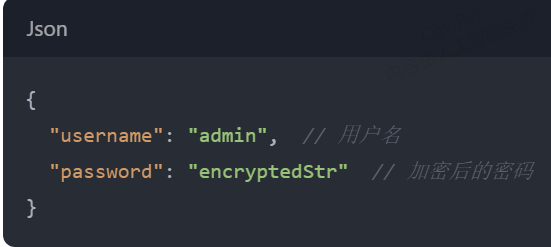 Json
{
"username": "admin", // 用户名
"password": "encryptedStr" // 加密后的密码
}